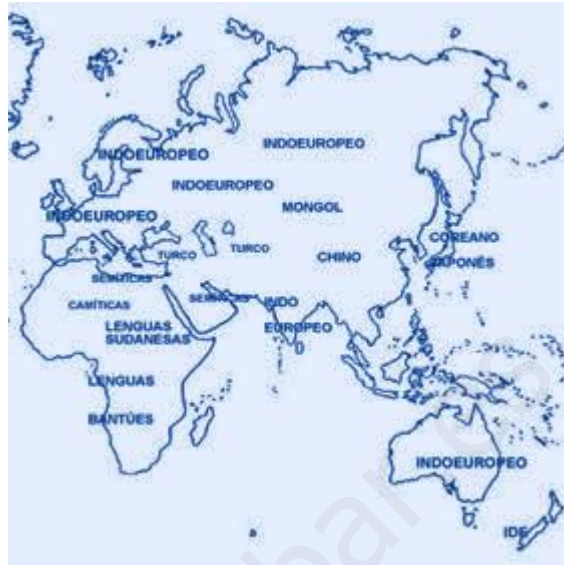 INDOEUROPEO
INDOEUROPEO
INDOEUROPEO
INDOEUROPEO
MONGOL
COREANO
TURCO
TURCO
CHINO
JAPONÉS
SEMÍTICAS
CAMÍTICAS
INDO
LENGUAS
SUDANESAS
EUROPEO
LENGUAS
BANTÚES
INDOEUROPEO
IDE